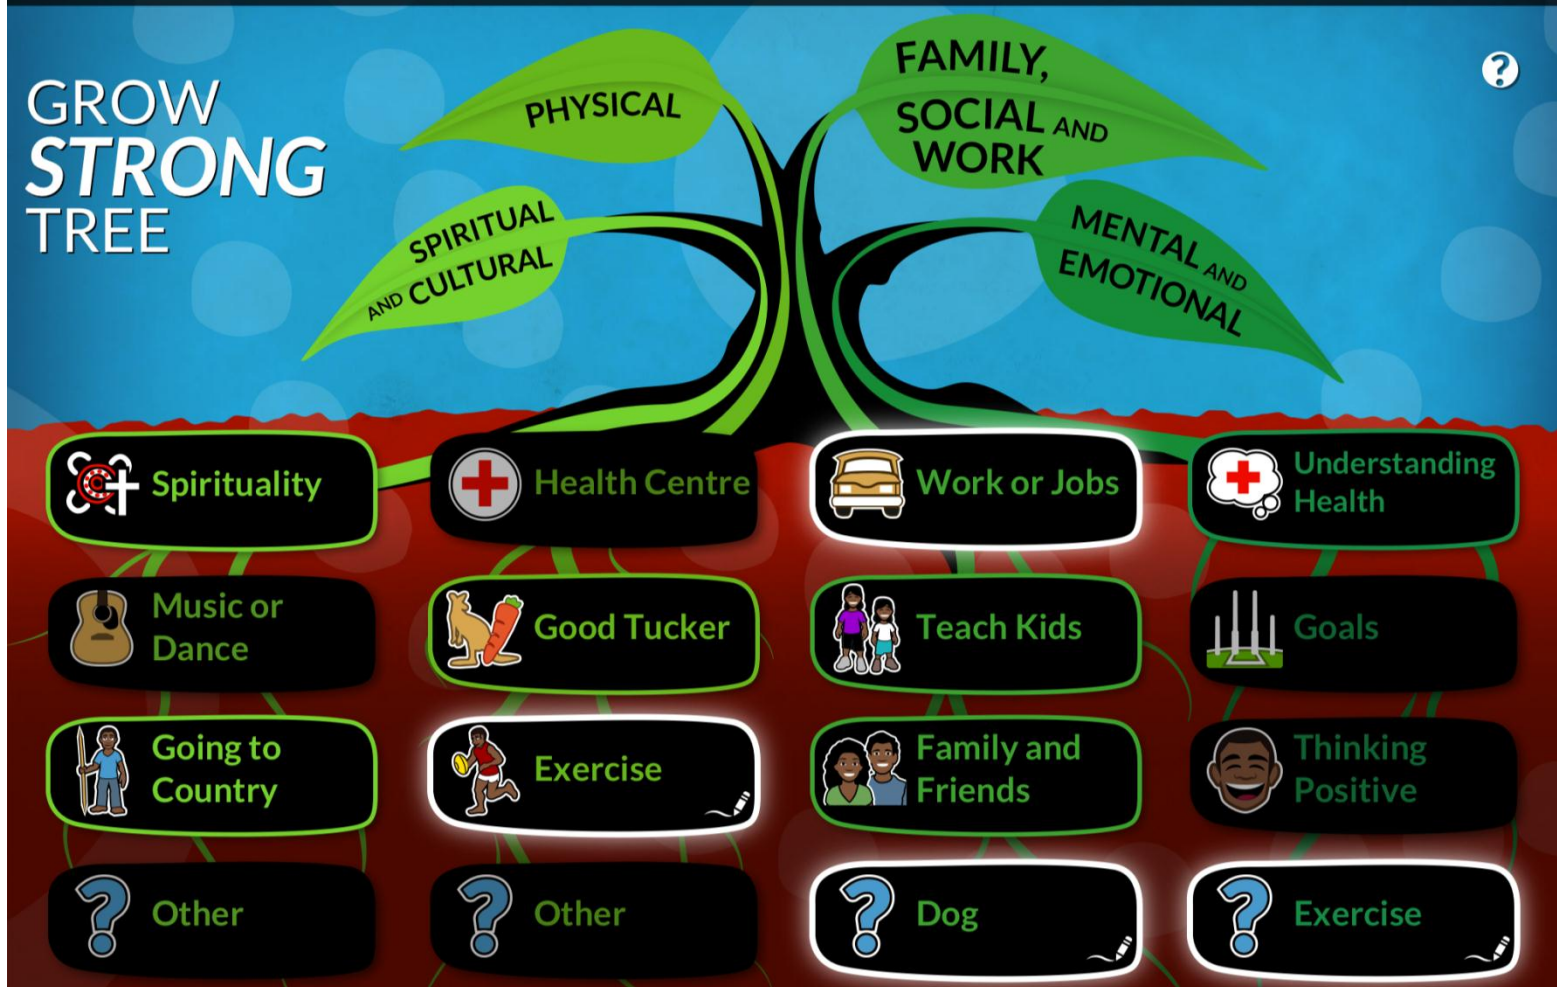 GROW
STRONG
TREE
PHYSICAL
FAMILY,
SOCIAL AND
WORK
SPIRITUAL
AND CULTURAL
MENTAL AND
EMOTIONAL
?
Spirituality
Health Centre
Work or Jobs
Understanding
Health
Music or
Dance
Good Tucker
Teach Kids
Goals
Going to
Country
Exercise
Family and
Friends
Thinking
Positive
? Other
? Other
? Dog
? Exercise